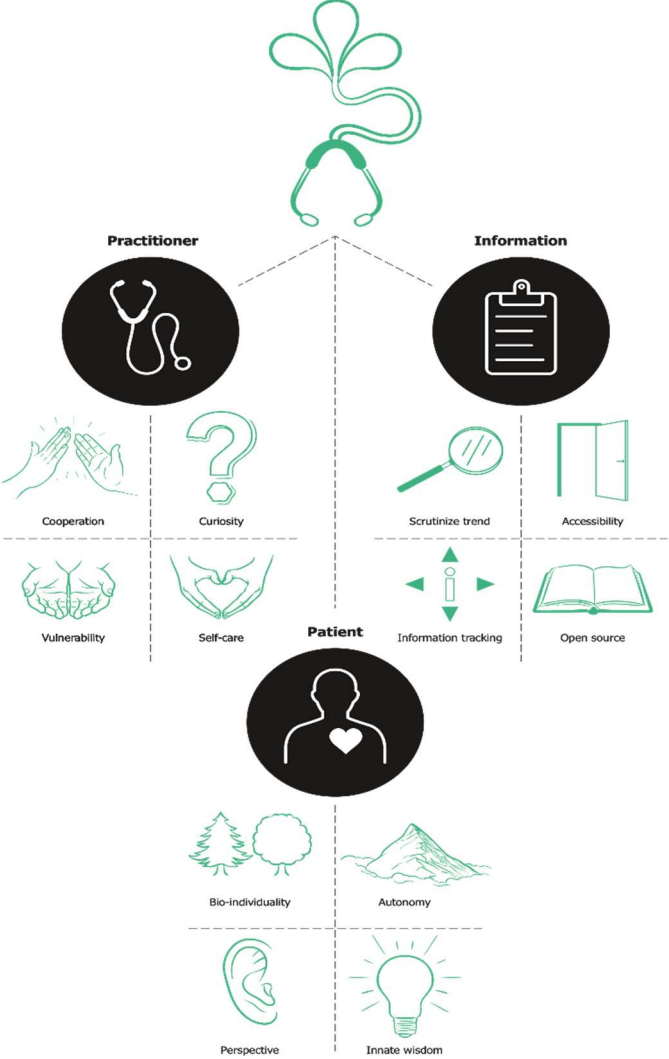 Practitioner
Information
Cooperation
Curiosity
Scrutinize trend
Accessibility
Vulnerability
Self-care
Information tracking
Open source
Patient
Bio-individuality
Autonomy
Perspective
Innate wisdom